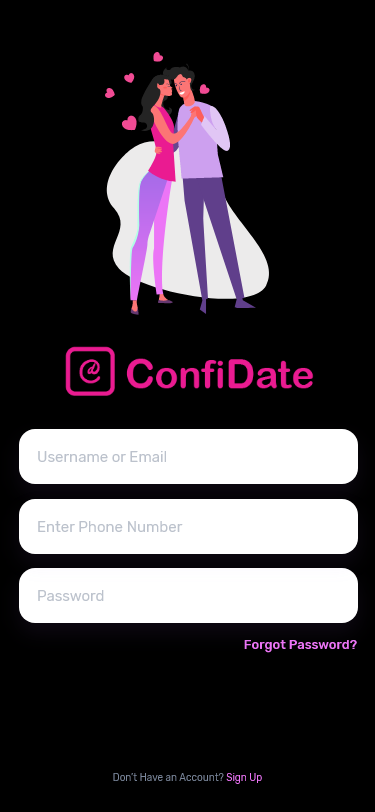 ConfiDate
Username or Email
Enter Phone Number
Password
Forgot Password?
Don't Have an Account? Sign Up